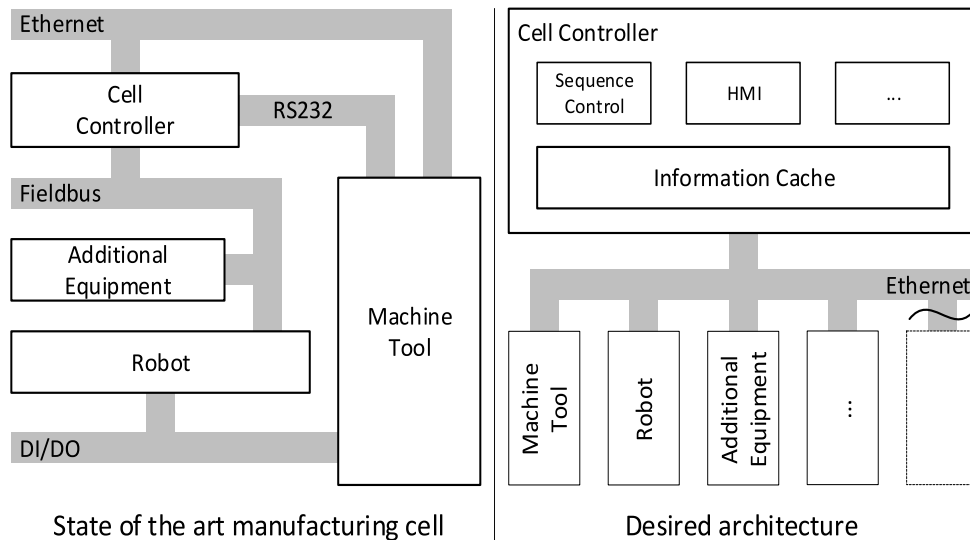 Ethernet
Cell
Controller
RS232
Fieldbus
Additional
Equipment
Robot
Machine
Tool
DI/DO
State of the art manufacturing cell
Cell Controller
Sequence
Control
HMI
...
Information Cache
Ethernet
Machine
Tool
Robot
Additional
Equipment
...
Desired architecture